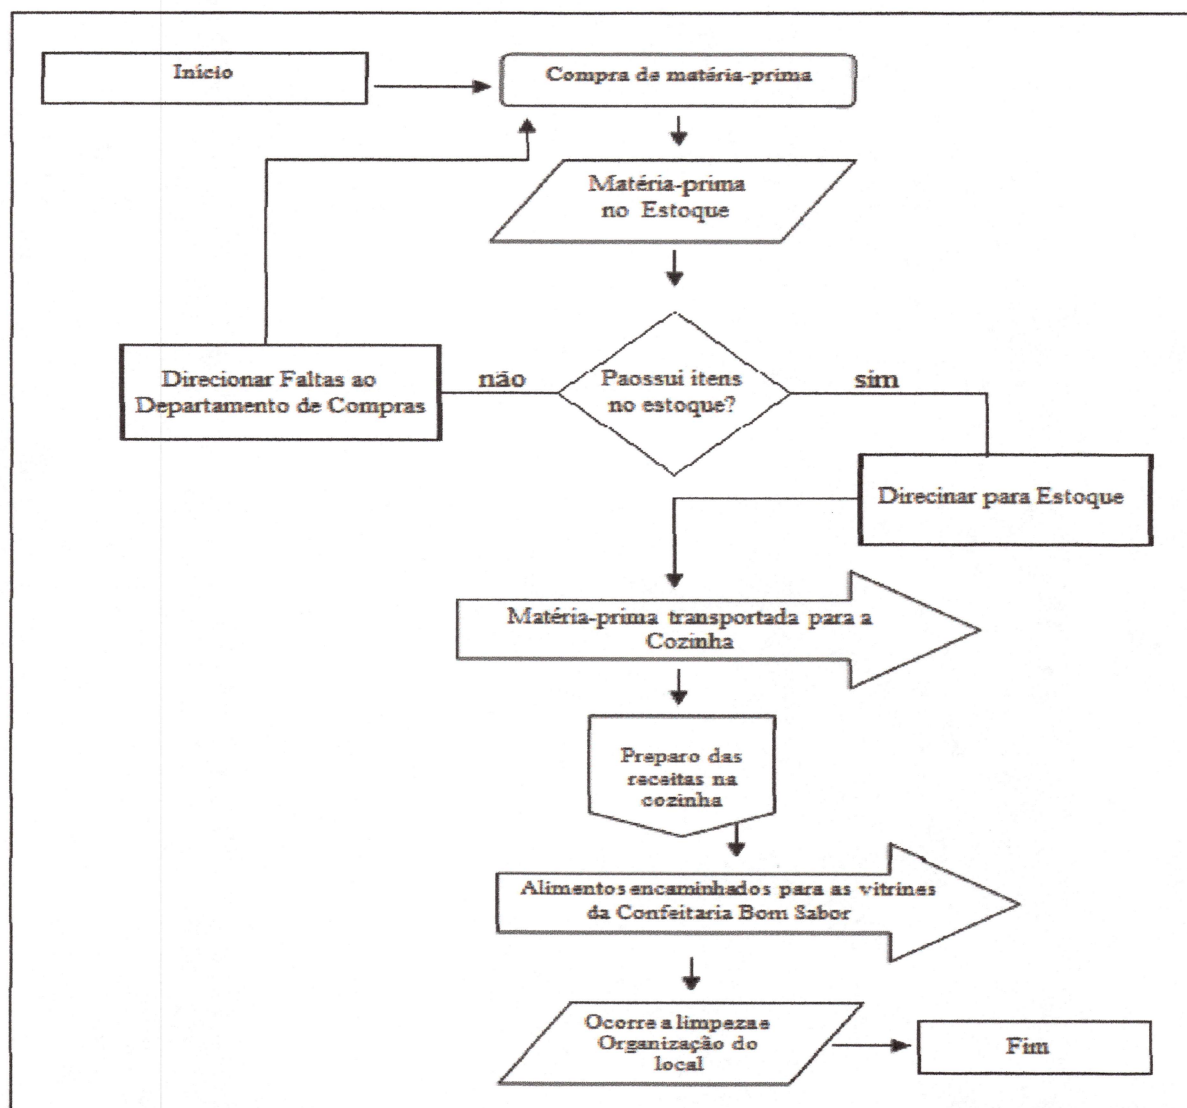 Início
Compra de matéria-prima
Matéria-prima
no Estoque
Direcionar Faltas ao
Departamento de Compras
não
Paossui itens
no estoque?
sim
Direcinar para Estoque
Matéria-prima transportada para a
Cozinha
Preparo das
receitas na
cozinha
Alimentos encaminhados para as vitrines
da Confeitaria Bom Sabor
Ocorre a limpeza e
Organização do
local
Fim